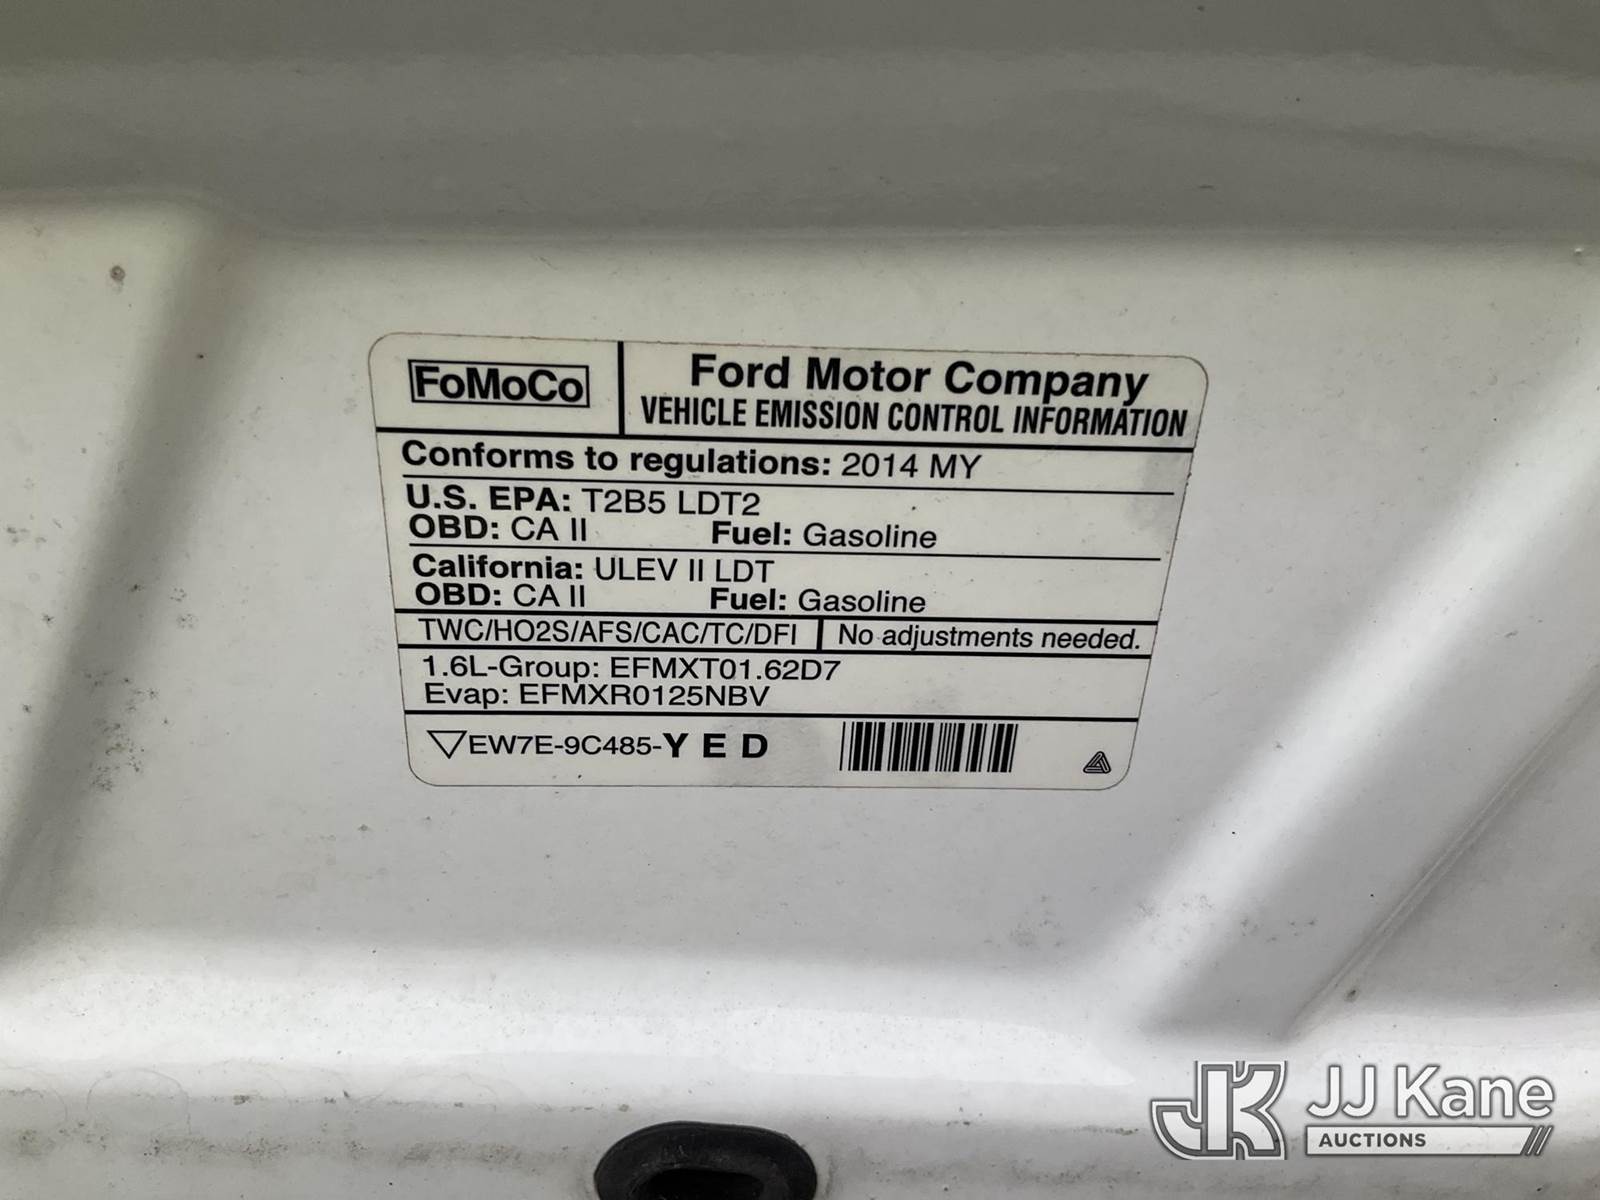 FoMoCo
Ford Motor Company
VEHICLE EMISSION CONTROL INFORMATION
Conforms to regulations: 2014 MY
U.S. EPA: T2B5 LDT2
OBD: CA II Fuel: Gasoline
California: ULEV II LDT
OBD: CA II Fuel: Gasoline
TWC/HO2S/AFS/CAC/TC/DFI No adjustments needed.
1.6L-Group: EFMXT01.62D7
Evap: EFMXR0125NBV
EW7E-9C485-YED
JK JJ Kane
AUCTIONS